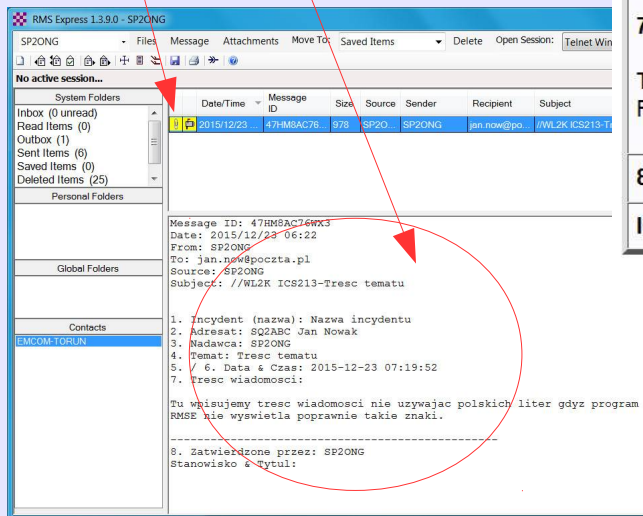 RMS Express 1.3.9.0 - SP2ONG
SP2ONG Files Message Attachments Move To: Saved Items Delete Open Session: Telnet Win
No active session...
System Folders
Inbox (0 unread)
Read Items (0)
Outbox (1)
Sent Items (6)
Saved Items (0)
Deleted Items (25)
Personal Folders
Global Folders
Contacts
EMCOM-TORUN
Date/Time Message ID Size Source Sender Recipient Subject
2015/12/23 ... 47HM8AC76... 978 SP2O... SP2ONG jan.now@po... //WL2K ICS213-Tr
Message ID: 47HM8AC76WX3
Date: 2015/12/23 06:22
From: SP2ONG
To: jan.now@poczta.pl
Source: SP2ONG
Subject: //WL2K ICS213-Tresc tematu
1. Incydent (nazwa): Nazwa incydentu
2. Adresat: SQ2ABC Jan Nowak
3. Nadawca: SP2ONG
4. Temat: Tresc tematu
5. / 6. Data & Czas: 2015-12-23 07:19:52
7. Tresc wiadomosci:
Tu wpisujemy tresc wiadomosci nie uzywajac polskich liter gdyz program
RMSE nie wyswietla poprawnie takie znaki.
------------------------------------------------
8. Zatwierdzone przez: SP2ONG
Stanowisko & Tytul:
7
T
F
8